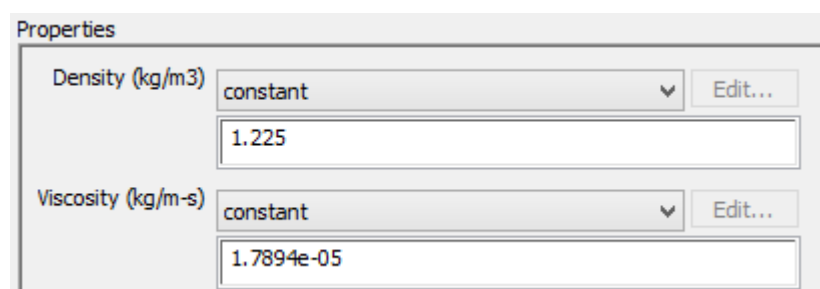 Properties
Density (kg/m3)
constant
Edit...
1.225
Viscosity (kg/m-s)
constant
Edit...
1.7894e-05